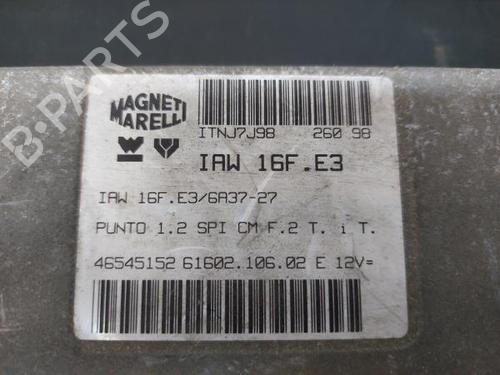 MAGNETI
MARELLI
ITNJ7J98 260 98
IAW 16F.E3
IAW 16F.E3/6A37-27
PUNTO 1.2 SPI CM F.2 T. i T.
46545152 61602.106.02 E 12V=
B-PARTS